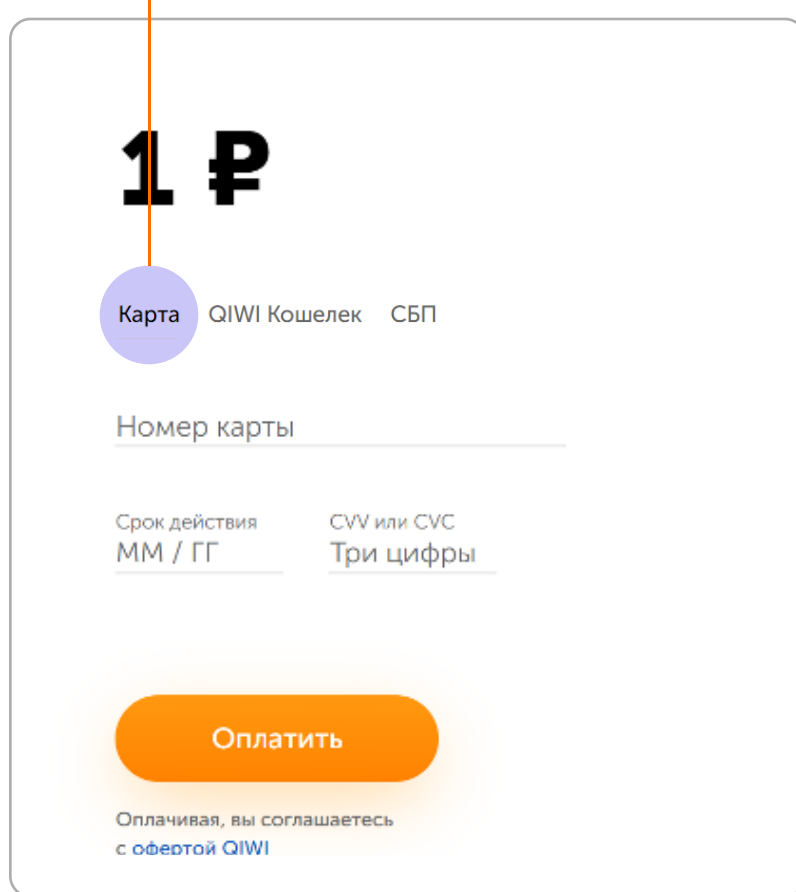 1 ₽
Карта QIWI Кошелек СБП
Номер карты
Срок действия CVV или CVC
ММ / ГГ Три цифры
Оплатить
Оплачивая, вы соглашаетесь
с офертой QIWI